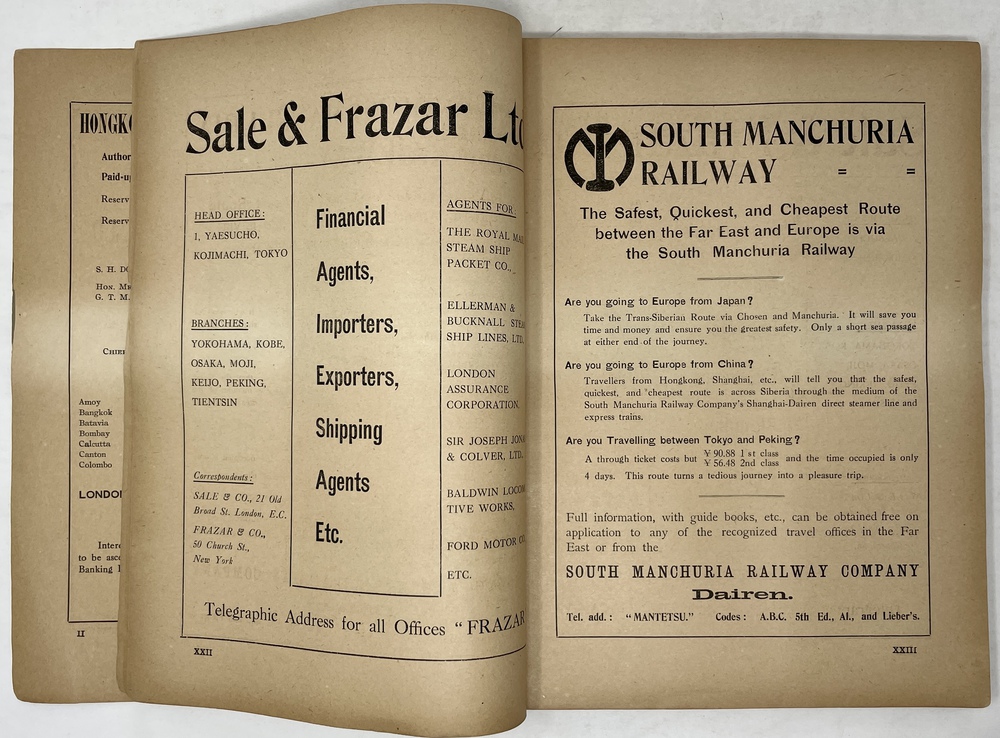 Author
Paid-u
Reserv
Reserv
S. H. D
G. T. M.
Amoy
Bangkok
Batavia
Bombay
Calcutta
Canton
Colombo
LONDO
Inter
to be asc
Banking
II
Sale & Frazar Lt
HEAD OFFICE:
1, YAESUCHO,
KOJIMACHI, TOKYO
BRANCHES:
YOKOHAMA, KOBE,
OSAKA, MOJI,
KEIJO, PEKING,
TIENTSIN
Correspondents:
SALE & CO., 21 Old
Broad St. London, E.C.
FRAZAR & CO.,
50 Church St.,
New York
Financial
Agents,
Importers,
Exporters,
Shipping
Agents
Etc.
AGENTS FOR:
THE ROYAL MA
STEAM SHIP
PACKET CO.,
ELLERMAN &
BUCKNALL STEA
SHIP LINES, LTD.
LONDON
ASSURANCE
CORPORATION.
SIR JOSEPH JON
& COLVER, LTD.
BALDWIN LOCOM
TIVE WORKS.
FORD MOTOR C
ETC.
Telegraphic Address for all Offices "FRAZAR
XXII
SOUTH MANCHURIA
RAILWAY = =
The Safest, Quickest, and Cheapest Route
between the Far East and Europe is via
the South Manchuria Railway
Are you going to Europe from Japan?
Take the Trans-Siberian Route via Chosen and Manchuria. It will save you
time and money and ensure you the greatest safety. Only a short sea passage
at either end of the journey.
Are you going to Europe from China?
Travellers from Hongkong, Shanghai, etc., will tell you that the safest,
quickest, and cheapest route is across Siberia through the medium of the
South Manchuria Railway Company's Shanghai-Dairen direct steamer line and
express trains.
Are you Travelling between Tokyo and Peking?
A through ticket costs but ¥ 90.88 1st class
¥ 56.48 2nd class and the time occupied is only
4 days. This route turns a tedious journey into a pleasure trip.
Full information, with guide books, etc., can be obtained free on
application to any of the recognized travel offices in the Far
East or from the
SOUTH MANCHURIA RAILWAY COMPANY
Dairen.
Tel. add.: "MANTETSU." Codes: A.B.C. 5th Ed., A1., and Lieber's.
XXIII